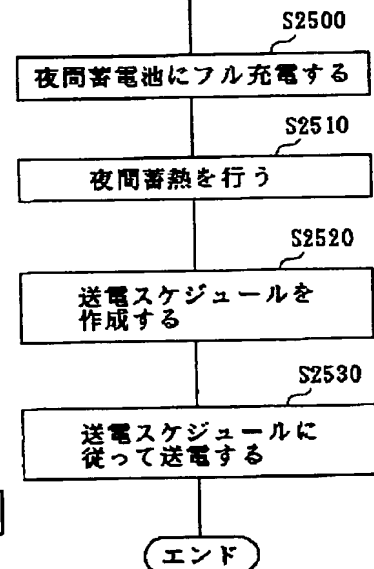 S2500
夜間蓄電池にフル充電する
S2510
夜間蓄熱を行う
S2520
送電スケジュールを
作成する
S2530
送電スケジュールに
従って送電する
エンド